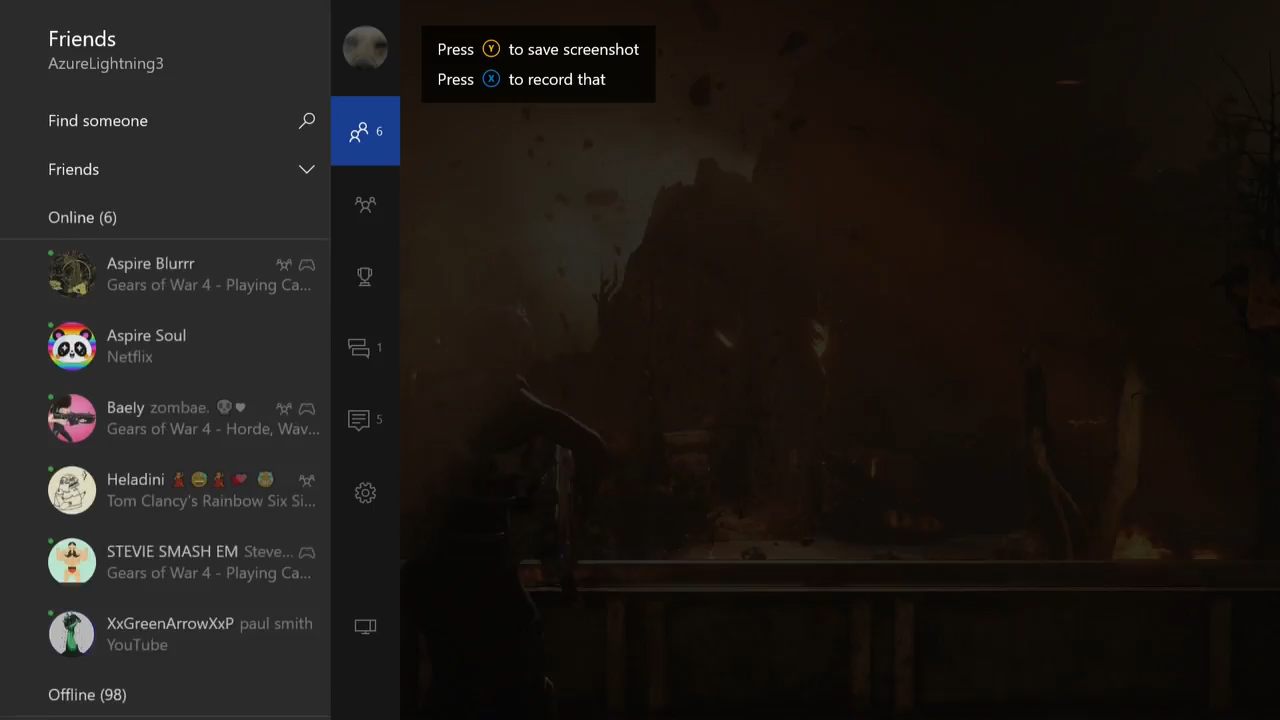 Friends
AzureLightning3
Find someone
Friends
Online (6)
Aspire Blurrr
Gears of War 4 - Playing Ca...
Aspire Soul
Netflix
Baely zombae.
Gears of War 4 - Horde, Wav...
Heladini
Tom Clancy's Rainbow Six Si...
STEVIE SMASH EM Steve...
Gears of War 4 - Playing Ca...
XxGreenArrowXxP paul smith
YouTube
Offline (98)
6
1
5
Press Y to save screenshot
Press X to record that